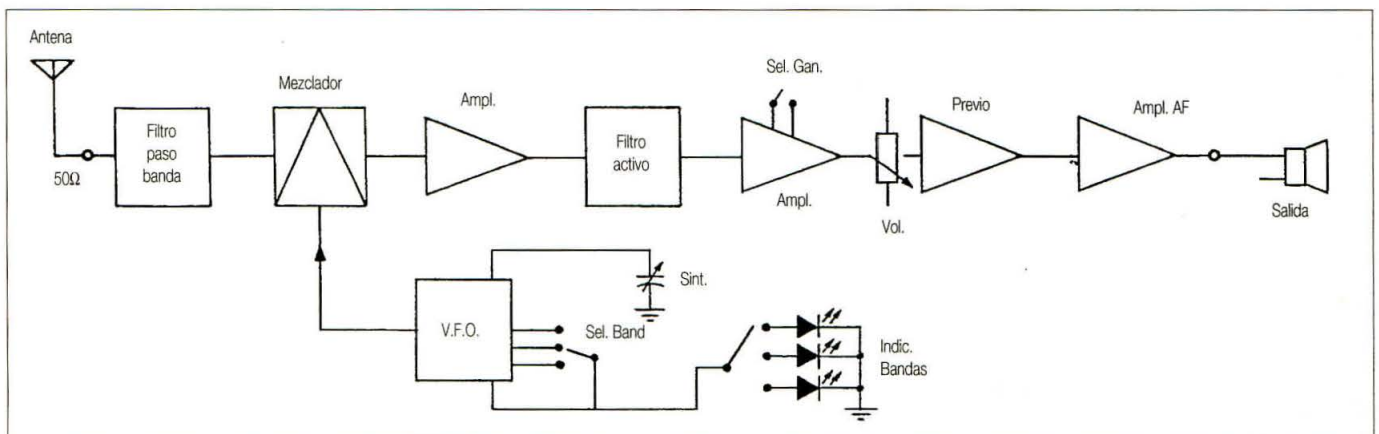 Antena
50Ω
Filtro
paso
banda
Mezclador
Ampl.
Filtro
activo
Sel. Gan.
Ampl.
Vol.
Previo
Ampl. AF
Salida
V.F.O.
Sint.
Sel. Band
Indic.
Bandas